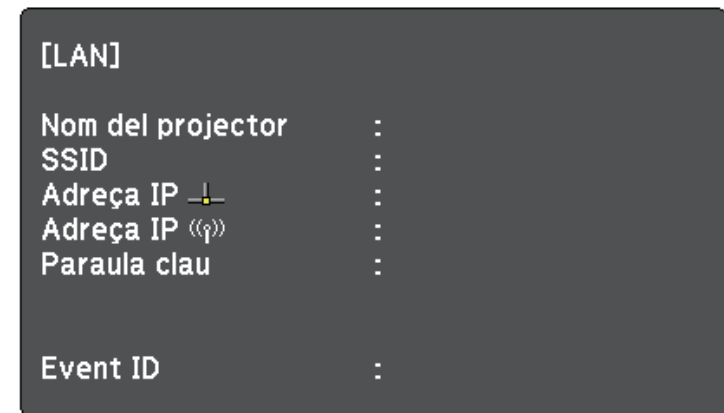 [LAN]
Nom del projector :
SSID :
Adreça IP :
Adreça IP :
Paraula clau :
Event ID :